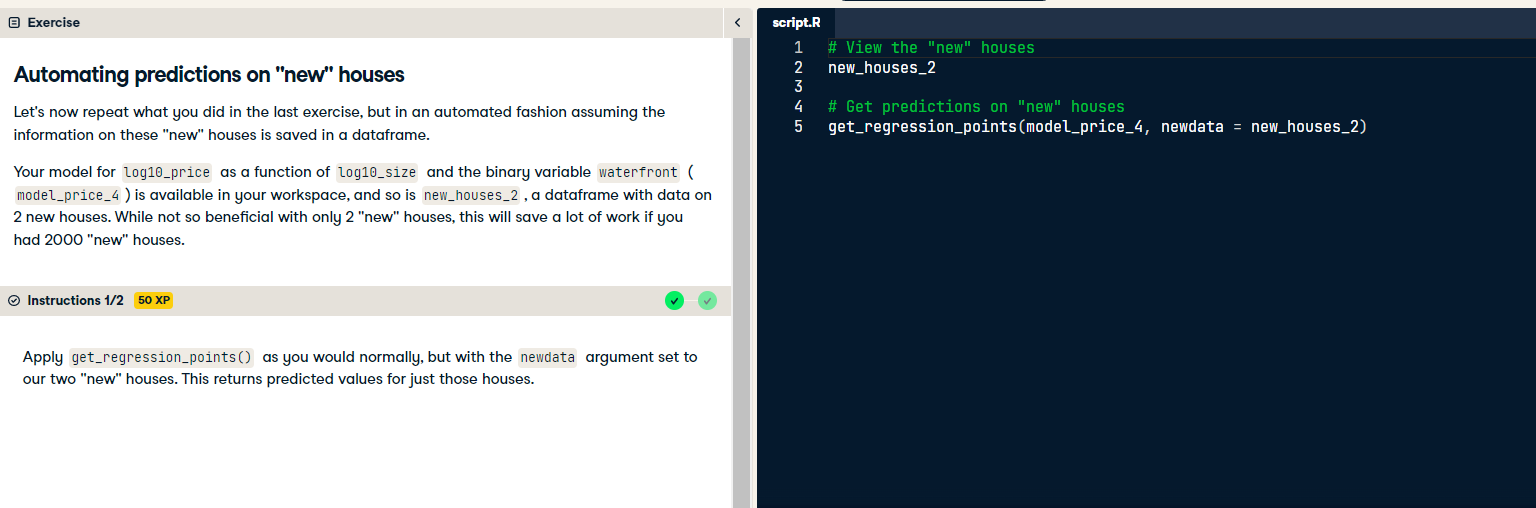 Exercise
Automating predictions on "new" houses
Let's now repeat what you did in the last exercise, but in an automated fashion assuming the
information on these "new" houses is saved in a dataframe.
Your model for log10_price as a function of log10_size and the binary variable waterfront (
model_price_4 ) is available in your workspace, and so is new_houses_2 , a dataframe with data on
2 new houses. While not so beneficial with only 2 "new" houses, this will save a lot of work if you
had 2000 "new" houses.
Instructions 1/2 50 XP
Apply get_regression_points() as you would normally, but with the newdata argument set to
our two "new" houses. This returns predicted values for just those houses.
script.R
1 # View the "new" houses
2 new_houses_2
3
4 # Get predictions on "new" houses
5 get_regression_points(model_price_4, newdata = new_houses_2)